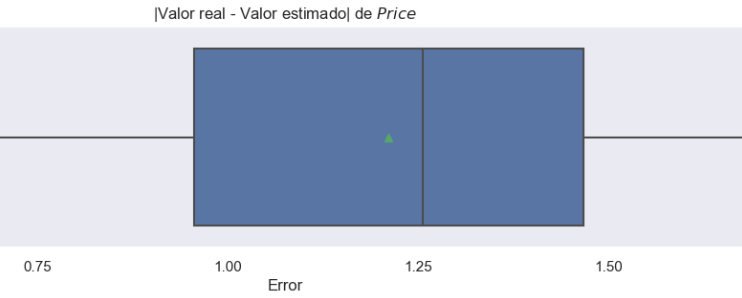 |Valor real - Valor estimado| de Price
0.75 1.00 1.25 1.50
Error